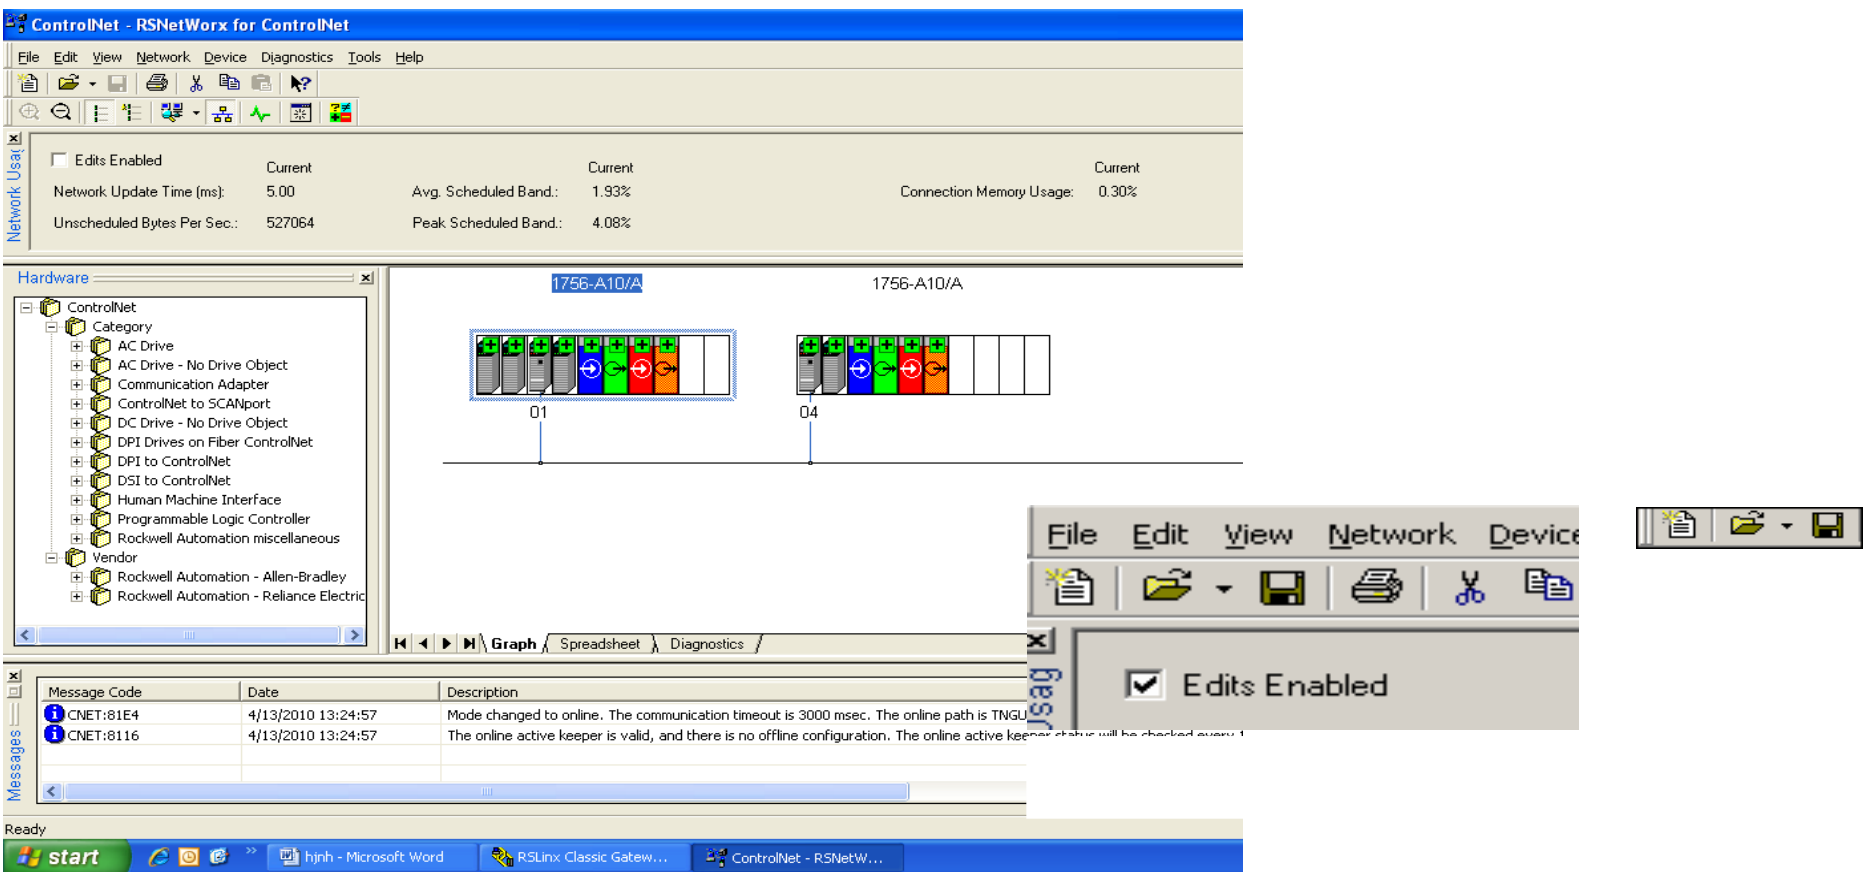 ControlNet - RSNetWorx for ControlNet
File Edit View Network Device Diagnostics Tools Help
Network Usag
Edits Enabled
Current Current Current
Network Update Time (ms): 5.00 Avg. Scheduled Band.: 1.93% Connection Memory Usage: 0.30%
Unscheduled Bytes Per Sec.: 527064 Peak Scheduled Band.: 4.08%
Hardware
ControlNet
Category
AC Drive
AC Drive - No Drive Object
Communication Adapter
ControlNet to SCANport
DC Drive - No Drive Object
DPI Drives on Fiber ControlNet
DPI to ControlNet
DSI to ControlNet
Human Machine Interface
Programmable Logic Controller
Rockwell Automation miscellaneous
Vendor
Rockwell Automation - Allen-Bradley
Rockwell Automation - Reliance Electric
1756-A10/A 1756-A10/A
01 04
Graph Spreadsheet Diagnostics
File Edit View Network Device
Edits Enabled
Messages
Message Code Date Description
CNET:81E4 4/13/2010 13:24:57 Mode changed to online. The communication timeout is 3000 msec. The online path is TNGU
CNET:8116 4/13/2010 13:24:57 The online active keeper is valid, and there is no offline configuration. The online active keeper status will be checked every
Ready
start hjnh - Microsoft Word RSLinx Classic Gatew... ControlNet - RSNetW...